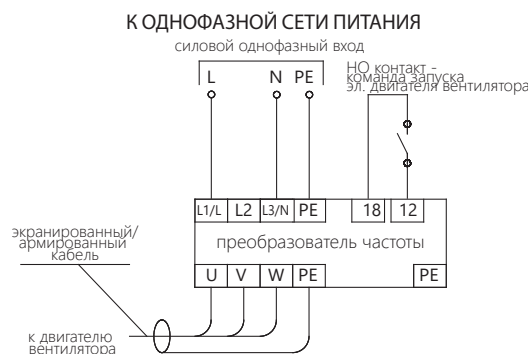 К ОДНОФАЗНОЙ СЕТИ ПИТАНИЯ
силовой однофазный вход
L N PE
НО контакт -
команда запуска
эл. двигателя вентилятора
L1/L L2 L3/N PE 18 12
преобразователь частоты
U V W PE PE
экранированный/
армированный
кабель
к двигателю
вентилятора